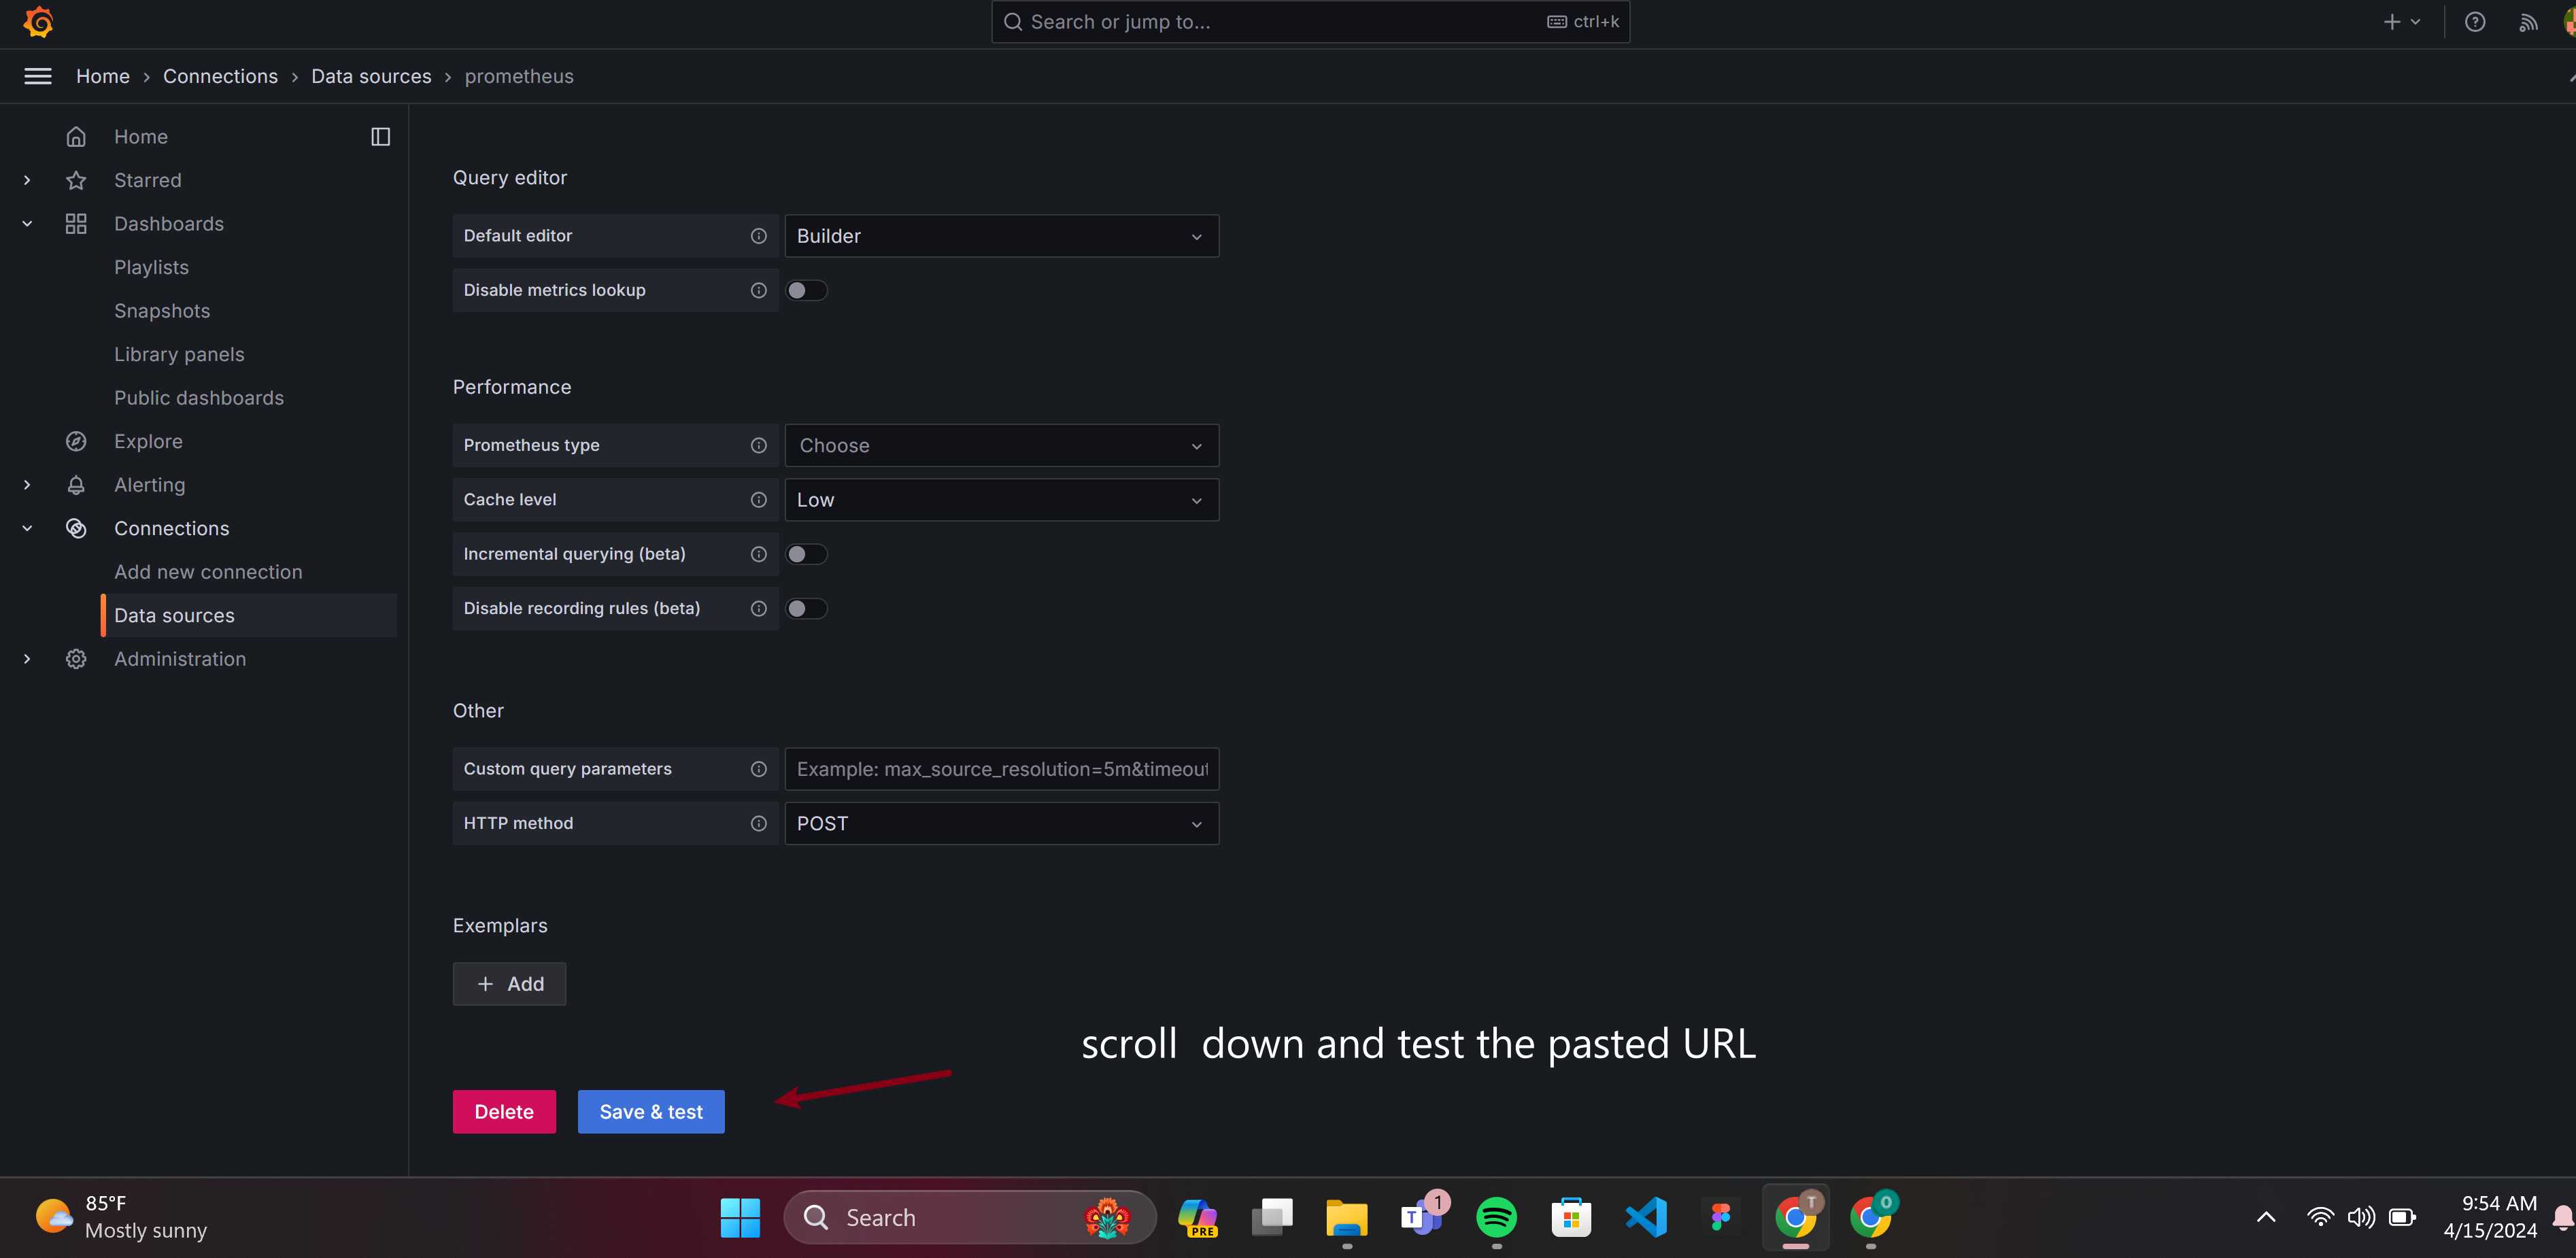 Search or jump to...
ctrl+k
Home
Connections
Data sources
prometheus
Home
Starred
Dashboards
Playlists
Snapshots
Library panels
Public dashboards
Explore
Alerting
Connections
Add new connection
Data sources
Administration
Query editor
Default editor
Builder
Disable metrics lookup
Performance
Prometheus type
Choose
Cache level
Low
Incremental querying (beta)
Disable recording rules (beta)
Other
Custom query parameters
Example: max_source_resolution=5m&timeout
HTTP method
POST
Exemplars
Add
scroll  down and test the pasted URL
Delete
Save & test
85°F
Mostly sunny
Search
PRE
T
1
T
O
9:54 AM
4/15/2024